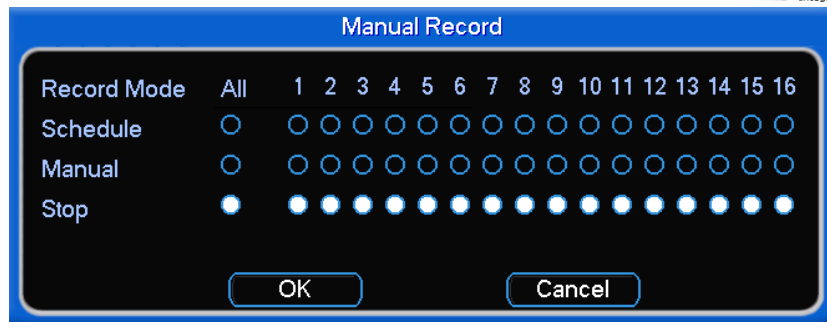 Manual Record
Record Mode All 1 2 3 4 5 6 7 8 9 10 11 12 13 14 15 16
Schedule
Manual
Stop
OK Cancel